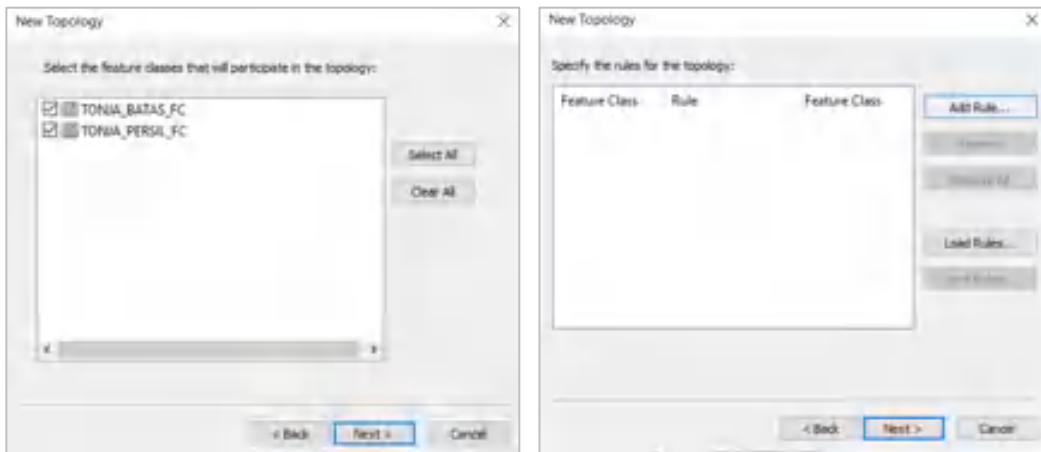 New Topology
Select the feature classes that will participate in the topology:
TONJA_BATAS_FC
TONJA_PERSIL_FC
Select All
Clear All
< Back
Next >
Cancel
New Topology
Specify the rules for the topology:
Feature Class Rule Feature Class
Add Rule...
Load Rules...
< Back
Next >
Cancel